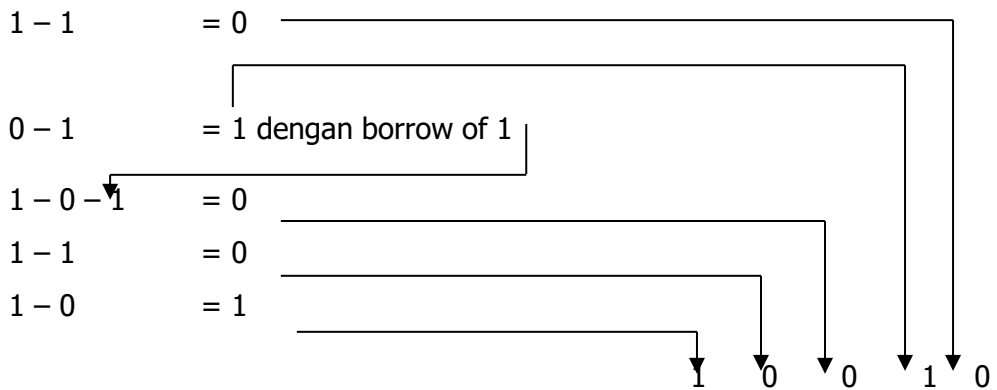 1 – 1 = 0
0 – 1 = 1 dengan borrow of 1
1 – 0 – 1 = 0
1 – 1 = 0
1 – 0 = 1
1 0 0 1 0